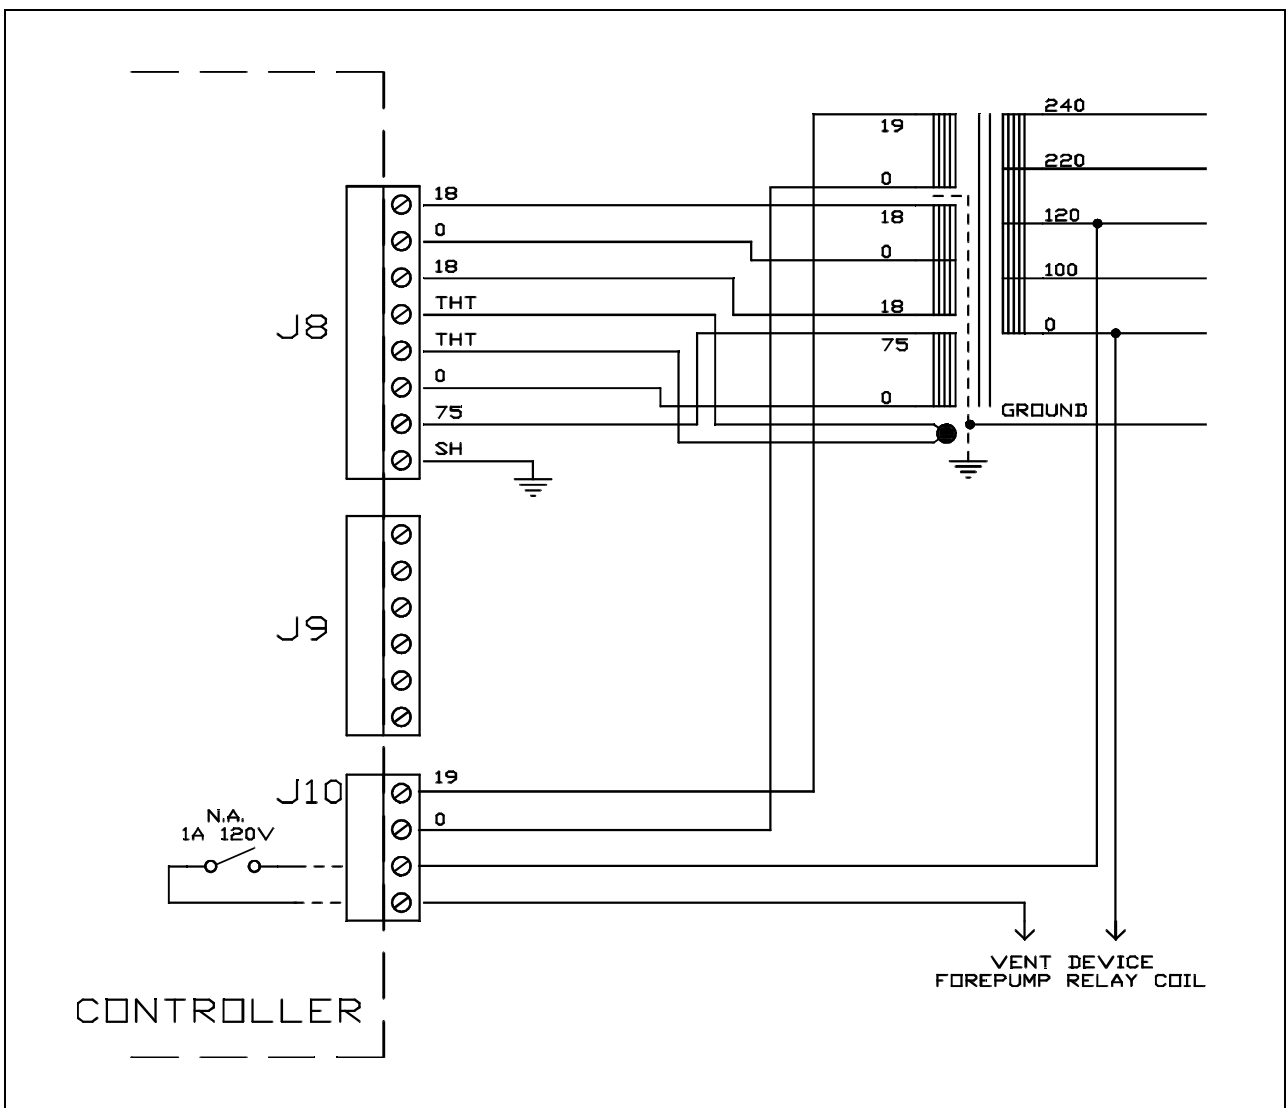 240
19
220
0
18
18
120
0
0
18
100
THT
18
0
J8
THT
75
0
0
75
GROUND
SH
J9
J10
19
N.A.
1A 120V
0
VENT DEVICE
FOREPUMP RELAY COIL
CONTROLLER